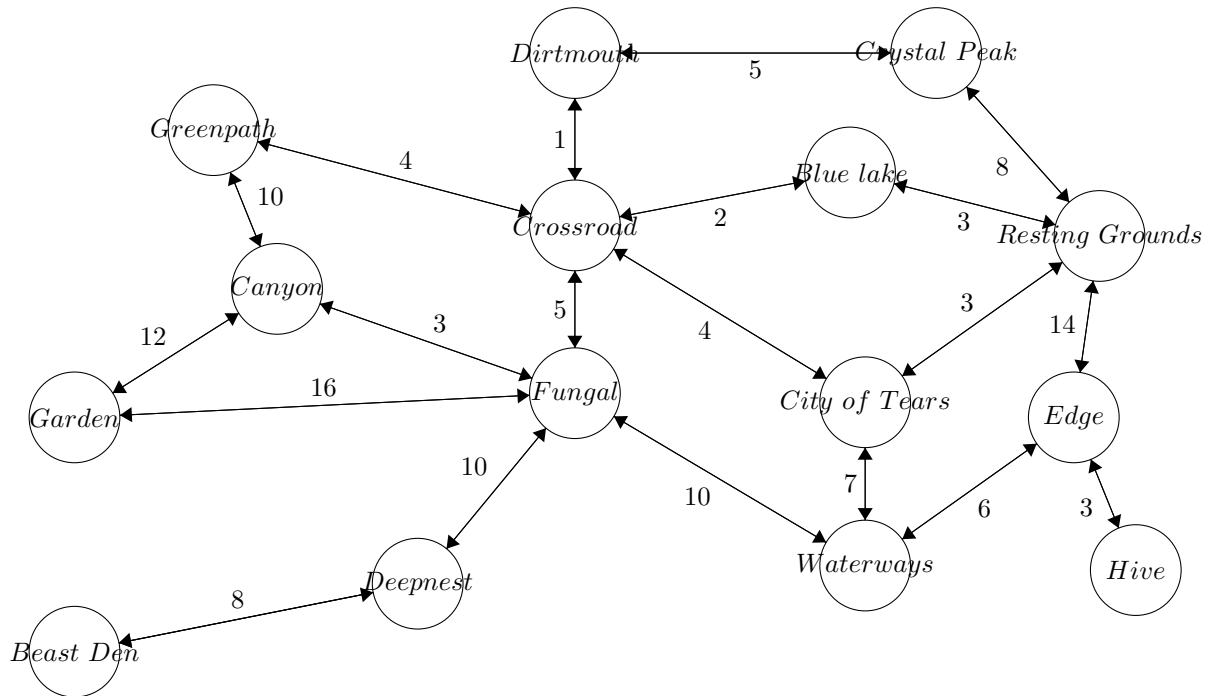 Dirtmouth
Crystal Peak
5
Greenpath
1
4
Blue lake
8
10
2
3
Crossroad
Resting Grounds
Canyon
5
4
3
14
12
3
16
Fungal
City of Tears
Edge
Garden
10
10
7
6
3
Waterways
Hive
Deepnest
8
Beast Den